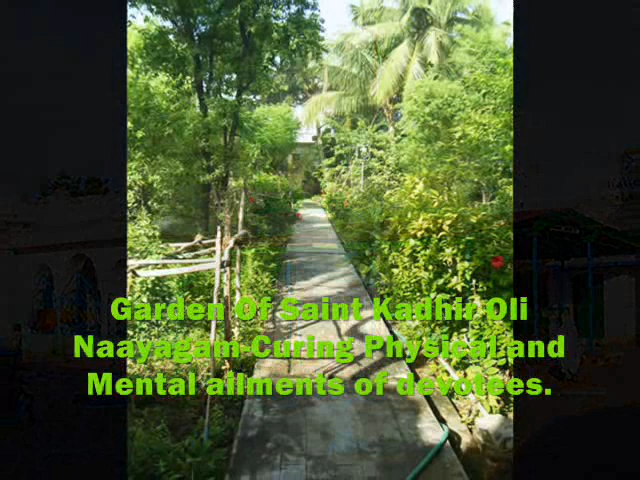 Garden Of Saint Kadhir Oli
Naayagam-Curing Physical and
Mental ailments of devotees.